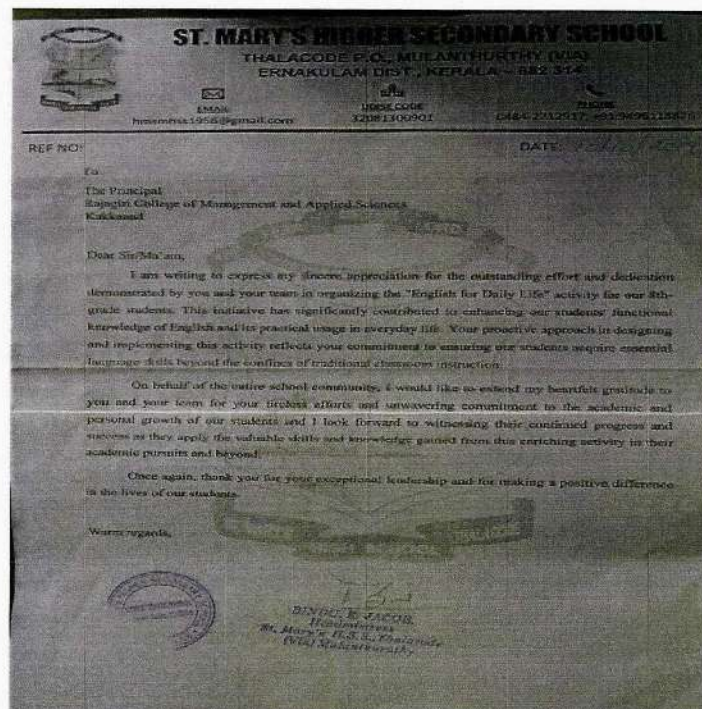 ST. MARY'S HIGHER SECONDARY SCHOOL
THALACODE P.O., MULANTHURTHY (VIA)
ERNAKULAM DIST., KERALA - 682 314
EMAIL
hmsmhss1956@gmail.com
UDISE CODE
32081300901
PHONE
REF NO:
DATE:
To
The Principal
Rajagiri College of Management and Applied Sciences
Kakkanad
Dear Sir/Ma'am,
I am writing to express my sincere appreciation for the outstanding effort and dedication
demonstrated by you and your team in organizing the "English for Daily Life" activity for our 8th-
grade students. This initiative has significantly contributed to enhancing our students' functional
knowledge of English and its practical usage in everyday life. Your proactive approach in designing
and implementing this activity reflects your commitment to ensuring our students acquire essential
language skills beyond the confines of traditional classroom instruction.
On behalf of the entire school community, I would like to extend my heartfelt gratitude to
you and your team for your tireless efforts and unwavering commitment to the academic and
personal growth of our students and I look forward to witnessing their continued progress and
success as they apply the valuable skills and knowledge gained from this enriching activity in their
academic pursuits and beyond.
Once again, thank you for your exceptional leadership and for making a positive difference
in the lives of our students.
Warm regards,
BINDU. K. JACOB.
Headmistress
St. Mary's H.S.S., Thalacode
(Via) Mulanthuruthy